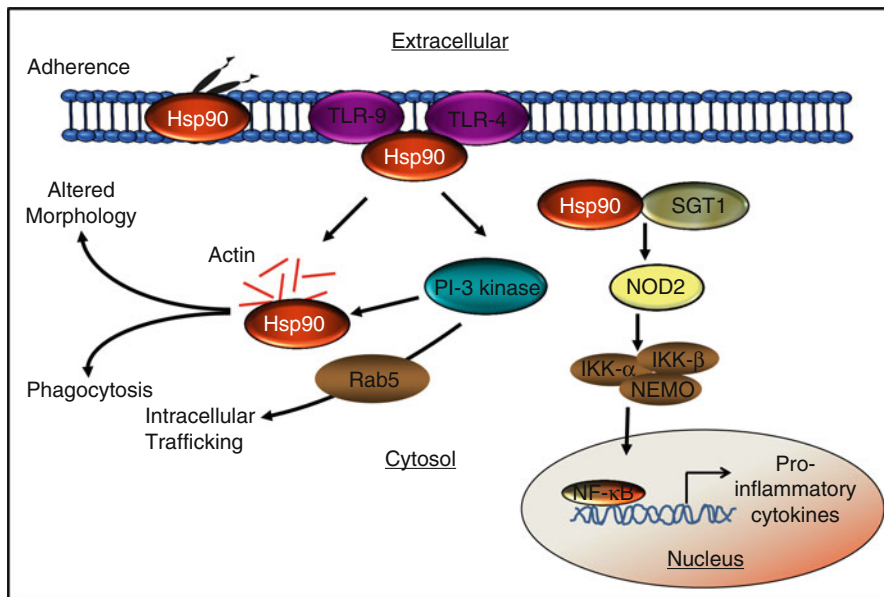 Extracellular
Adherence
Hsp90
TLR-9
TLR-4
Hsp90
Altered
Morphology
Hsp90
SGT1
Actin
PI-3 kinase
NOD2
Hsp90
IKK-α
IKK-β
NEMO
Rab5
Phagocytosis
Intracellular
Trafficking
Cytosol
NF-κB
Pro-
inflammatory
cytokines
Nucleus